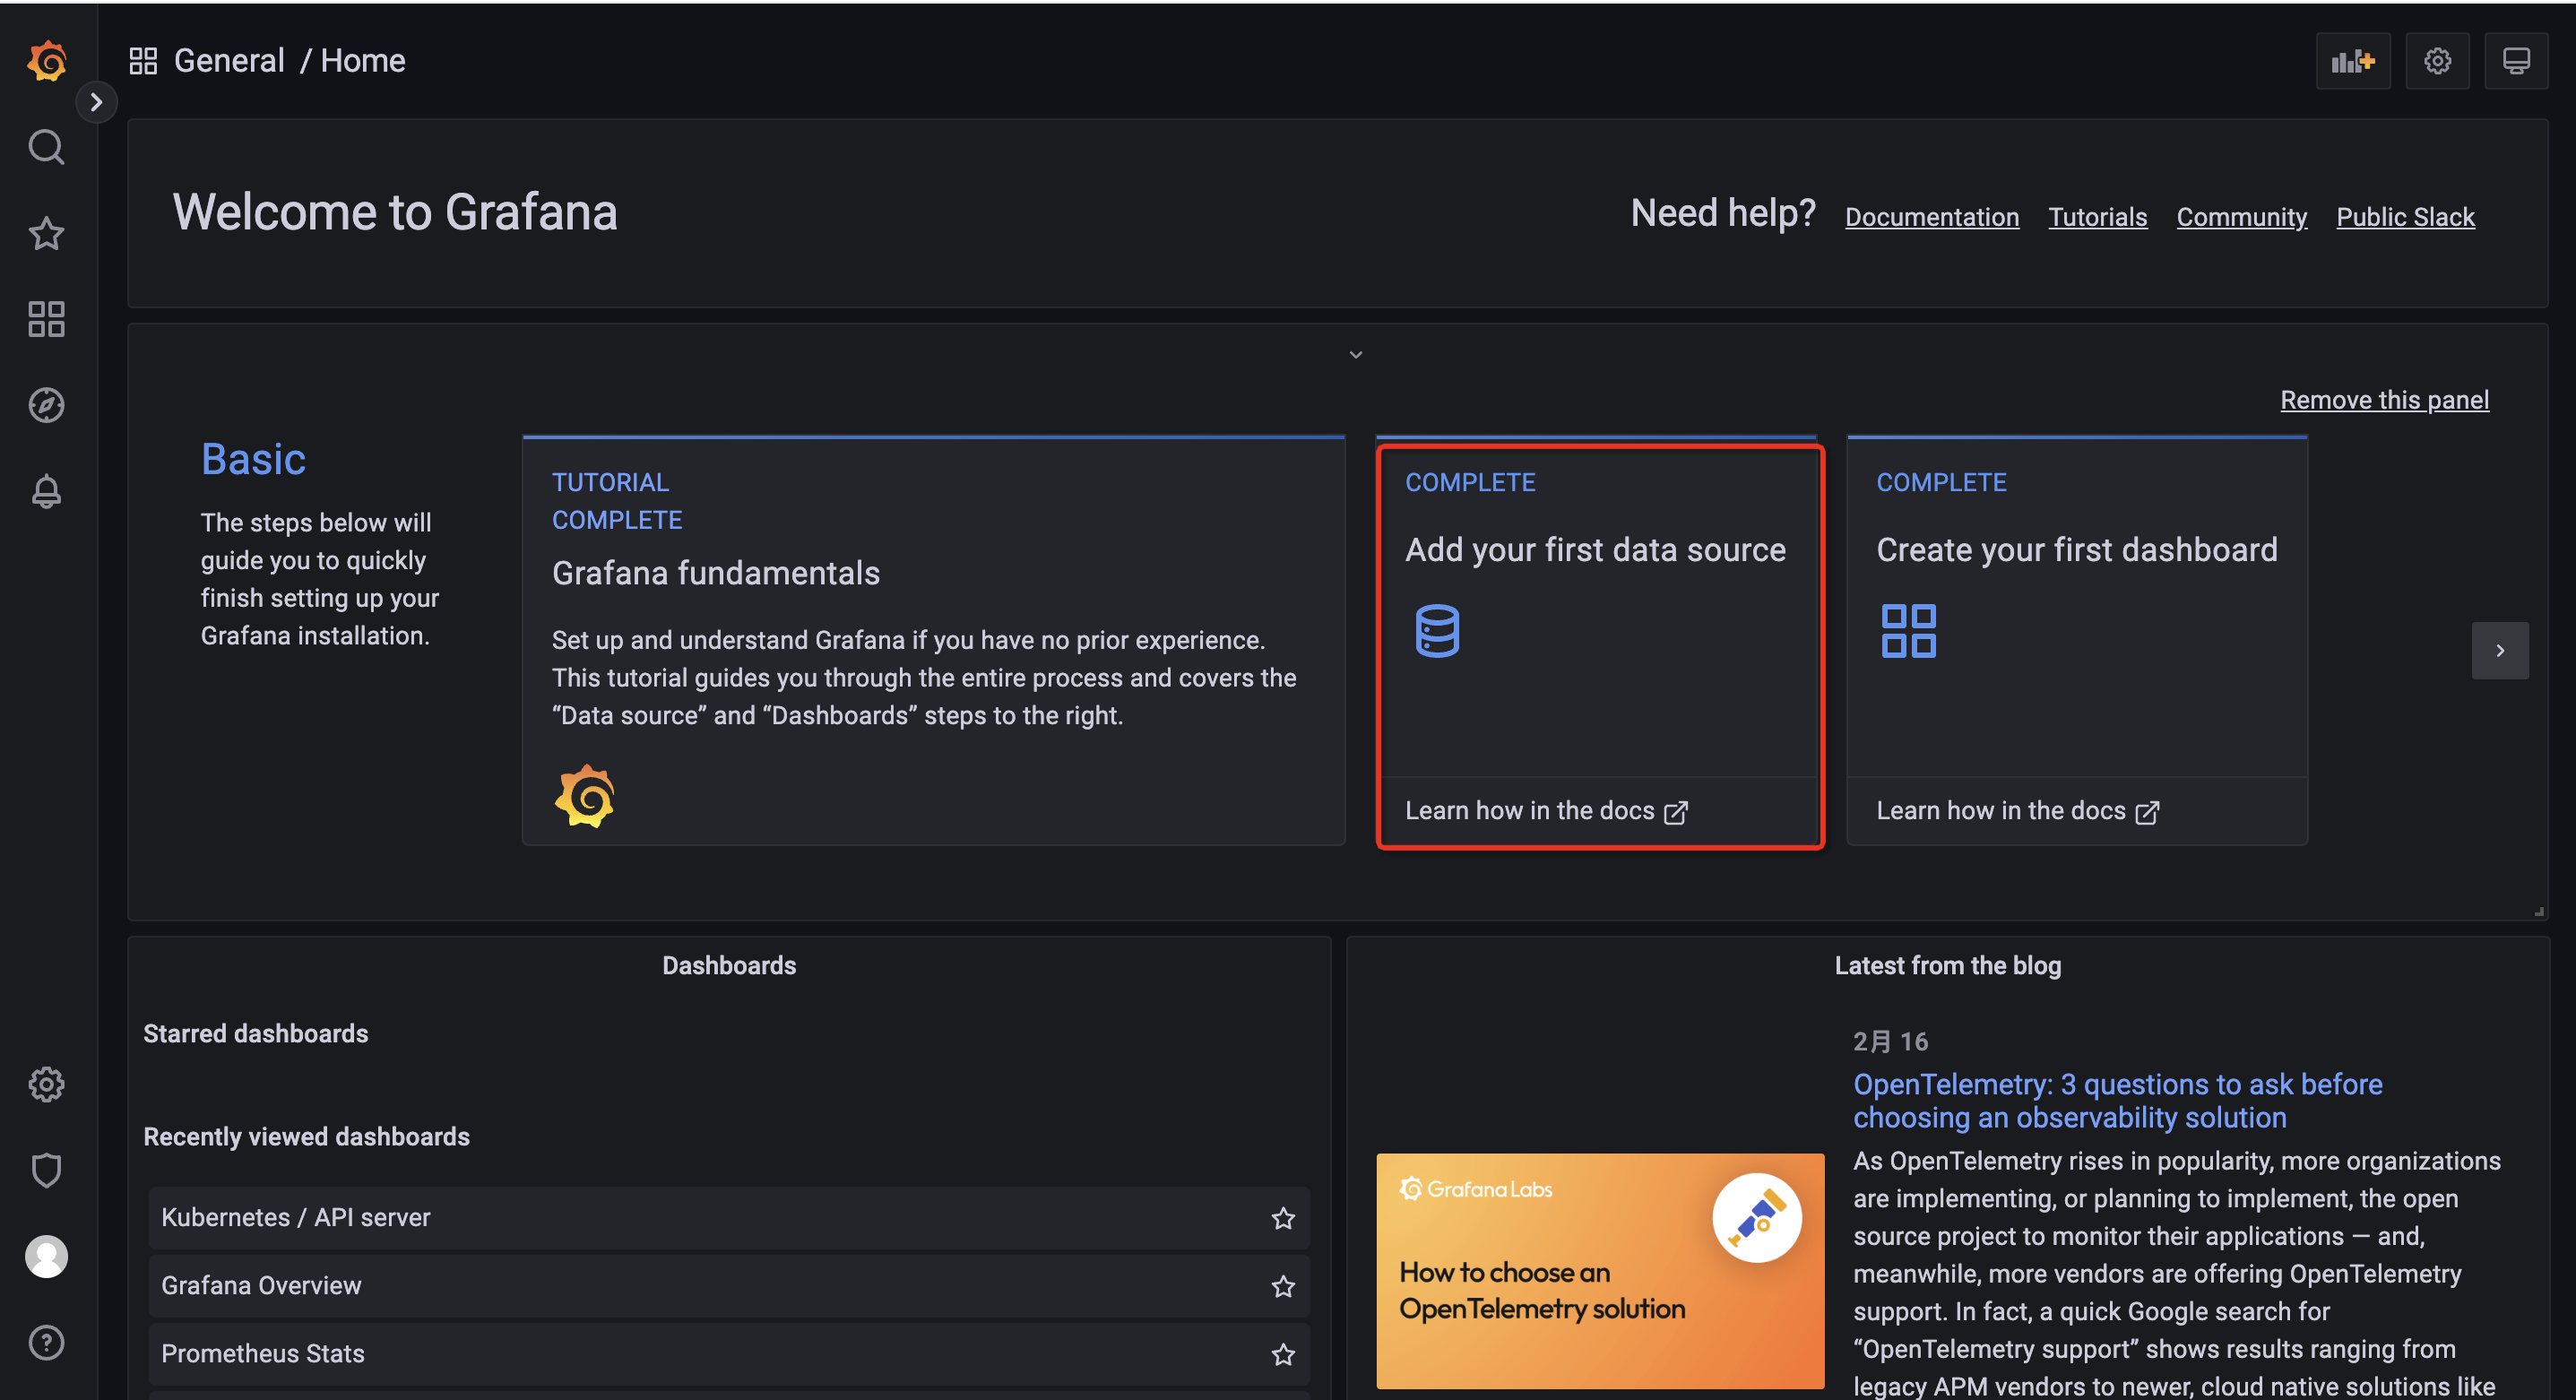 General / Home
Welcome to Grafana
Need help?
Documentation
Tutorials
Community
Public Slack
Remove this panel
Basic
The steps below will
guide you to quickly
finish setting up your
Grafana installation.
TUTORIAL
COMPLETE
Grafana fundamentals
Set up and understand Grafana if you have no prior experience.
This tutorial guides you through the entire process and covers the
“Data source” and “Dashboards” steps to the right.
COMPLETE
Add your first data source
Learn how in the docs
COMPLETE
Create your first dashboard
Learn how in the docs
Dashboards
Starred dashboards
Recently viewed dashboards
Kubernetes / API server
Grafana Overview
Prometheus Stats
Latest from the blog
Grafana Labs
How to choose an
OpenTelemetry solution
2月 16
OpenTelemetry: 3 questions to ask before
choosing an observability solution
As OpenTelemetry rises in popularity, more organizations
are implementing, or planning to implement, the open
source project to monitor their applications — and,
meanwhile, more vendors are offering OpenTelemetry
support. In fact, a quick Google search for
“OpenTelemetry support” shows results ranging from
legacy APM vendors to newer, cloud native solutions like